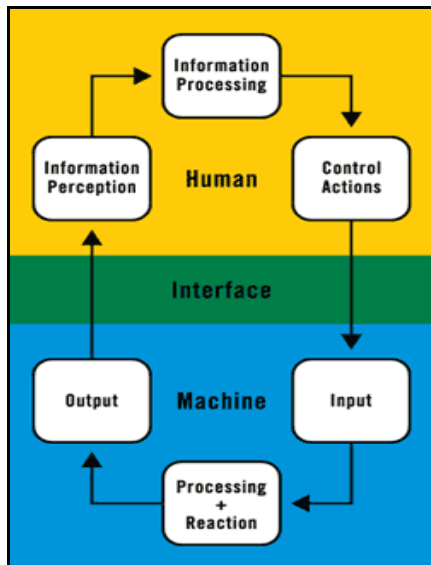 Information
Processing
Information
Perception
Human
Control
Actions
Interface
Output
Machine
Input
Processing
+
Reaction